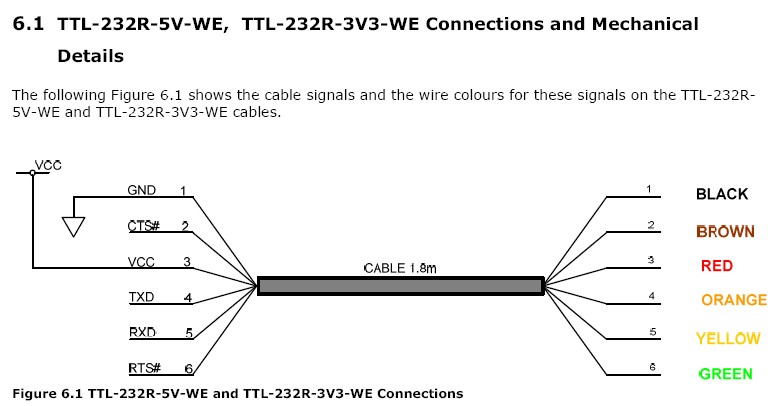 6.1 TTL-232R-5V-WE, TTL-232R-3V3-WE Connections and Mechanical
Details
The following Figure 6.1 shows the cable signals and the wire colours for these signals on the TTL-232R-
5V-WE and TTL-232R-3V3-WE cables.
VCC
GND 1 1 BLACK
CTS# 2 2 BROWN
VCC 3 CABLE 1.8m 3 RED
TXD 4 4 ORANGE
RXD 5 5 YELLOW
RTS# 6 6 GREEN
Figure 6.1 TTL-232R-5V-WE and TTL-232R-3V3-WE Connections